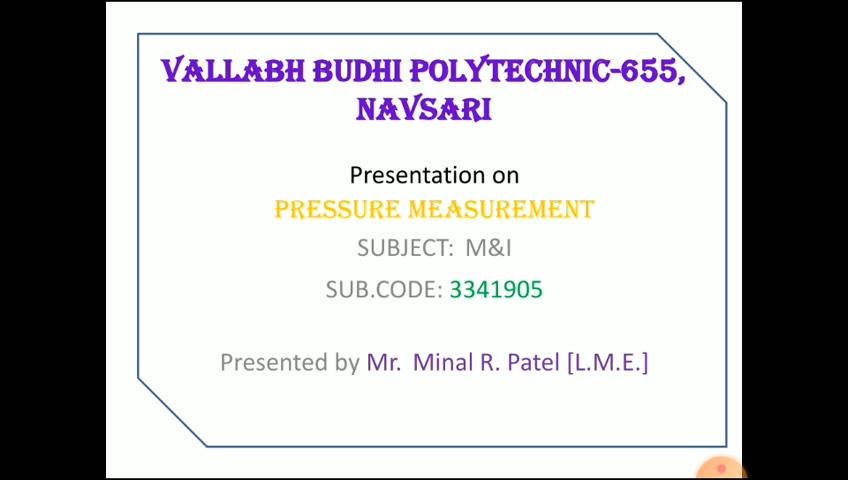 VALLABH BUDHI POLYTECHNIC-655,
NAVSARI
Presentation on
PRESSURE MEASUREMENT
SUBJECT: M&I
SUB.CODE: 3341905
Presented by Mr. Minal R. Patel [L.M.E.]